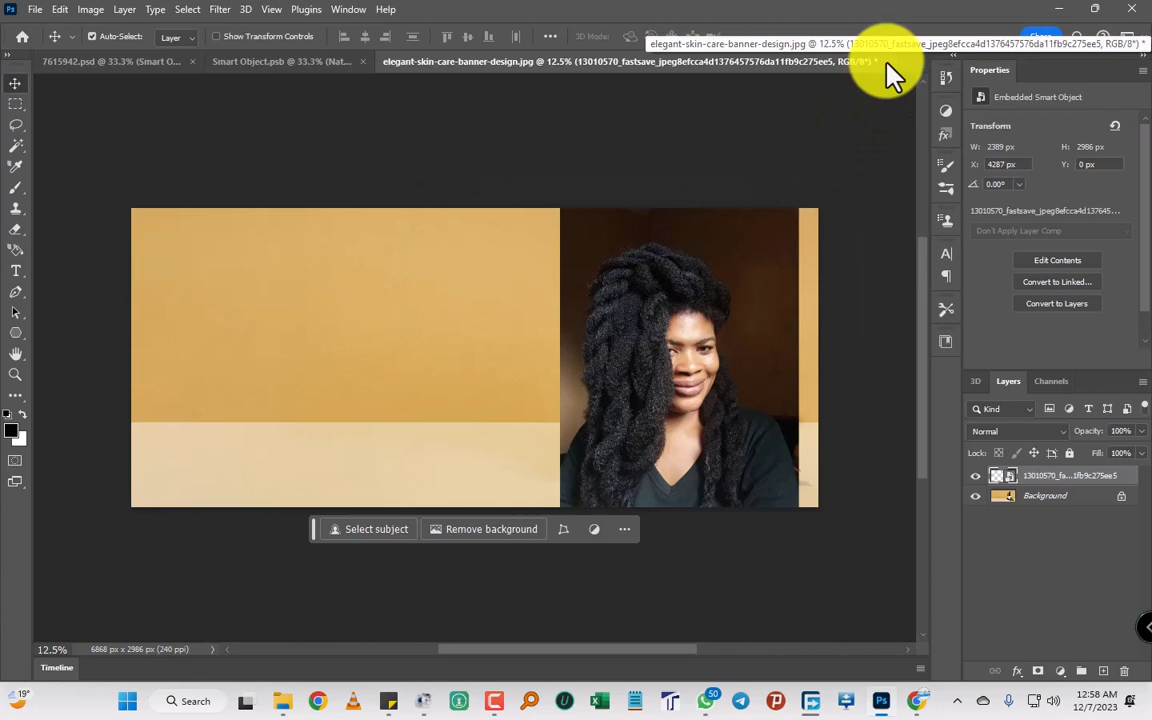 File Edit Image Layer Type Select Filter 3D View Plugins Window Help
Auto-Select: Layer Show Transform Controls 3D Mode: Share
elegant-skin-care-banner-design.jpg @ 12.5% (13010570_fastsave_jpeg8efcca4d1376457576da11fb9c275ee5, RGB/8*) *
7615942.psd @ 33.3% (Smart O... × Smart Object.psb @ 33.3% (Nat... × elegant-skin-care-banner-design.jpg @ 12.5% (13010570_fastsave_jpeg8efcca4d1376457576da11fb9c275ee5, RGB/8*) *
Properties
Embedded Smart Object
Transform
W: 2389 px H: 2986 px
X: 4287 px Y: 0 px
0.00°
13010570_fastsave_jpeg8efcca4d137645...
Don't Apply Layer Comp
Edit Contents
Convert to Linked...
Convert to Layers
3D Layers Channels
Kind
Normal Opacity: 100%
Lock: Fill: 100%
13010570_fa...1fb9c275ee5
Background
Select subject Remove background
12.5% 6868 px x 2986 px (240 ppi)
Timeline
19°
Search
50
12:58 AM
12/7/2023